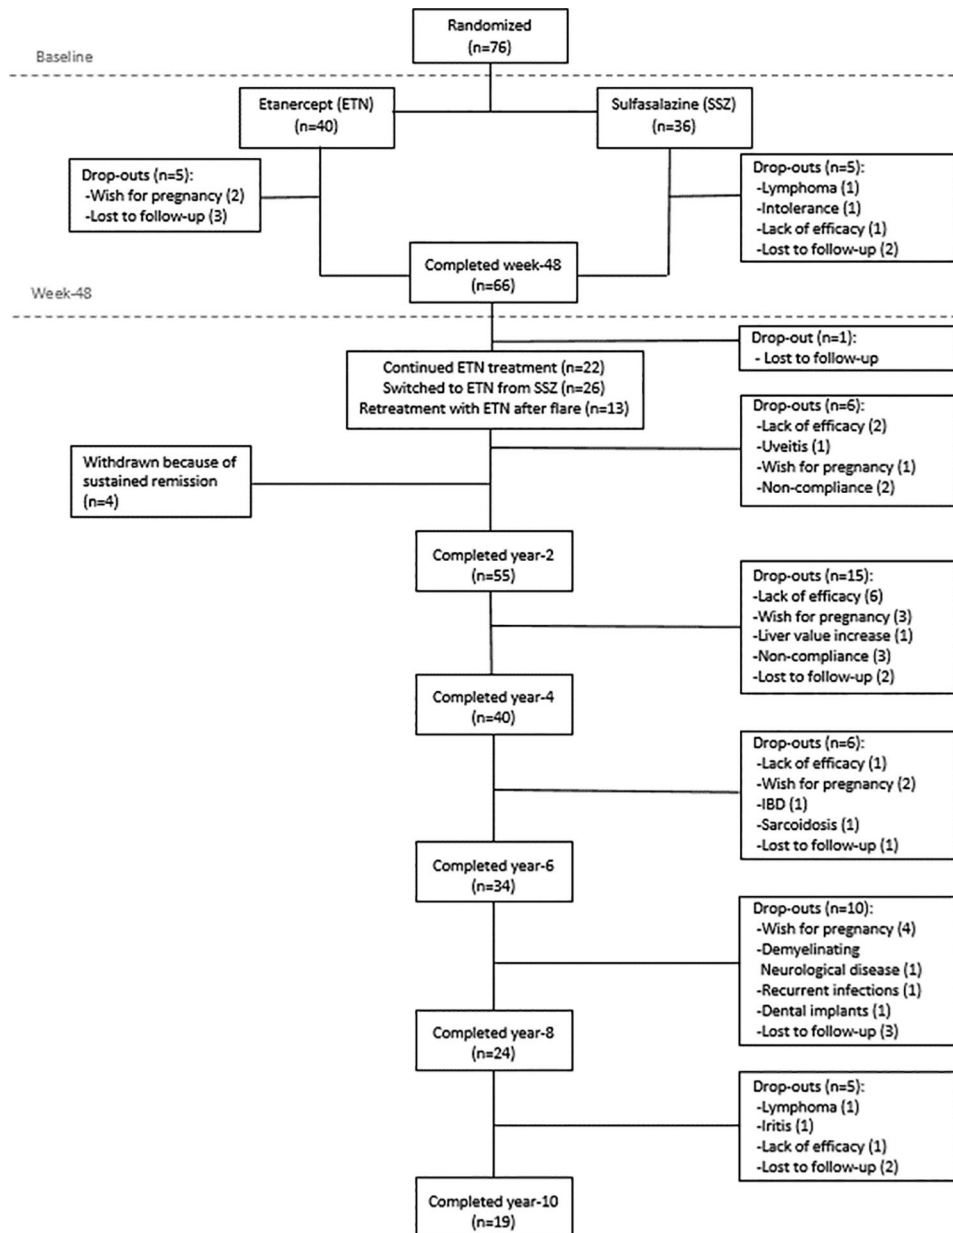 Randomized
(n=76)
Baseline
Etanercept (ETN)
(n=40)
Sulfasalazine (SSZ)
(n=36)
Drop-outs (n=5):
-Wish for pregnancy (2)
-Lost to follow-up (3)
Drop-outs (n=5):
-Lymphoma (1)
-Intolerance (1)
-Lack of efficacy (1)
-Lost to follow-up (2)
Completed week-48
(n=66)
Week-48
Drop-out (n=1):
- Lost to follow-up
Continued ETN treatment (n=22)
Switched to ETN from SSZ (n=26)
Retreatment with ETN after flare (n=13)
Drop-outs (n=6):
-Lack of efficacy (2)
-Uveitis (1)
-Wish for pregnancy (1)
-Non-compliance (2)
Withdrawn because of
sustained remission
(n=4)
Completed year-2
(n=55)
Drop-outs (n=15):
-Lack of efficacy (6)
-Wish for pregnancy (3)
-Liver value increase (1)
-Non-compliance (3)
-Lost to follow-up (2)
Completed year-4
(n=40)
Drop-outs (n=6):
-Lack of efficacy (1)
-Wish for pregnancy (2)
-IBD (1)
-Sarcoidosis (1)
-Lost to follow-up (1)
Completed year-6
(n=34)
Drop-outs (n=10):
-Wish for pregnancy (4)
-Demyelinating
Neurological disease (1)
-Recurrent infections (1)
-Dental implants (1)
-Lost to follow-up (3)
Completed year-8
(n=24)
Drop-outs (n=5):
-Lymphoma (1)
-Iritis (1)
-Lack of efficacy (1)
-Lost to follow-up (2)
Completed year-10
(n=19)